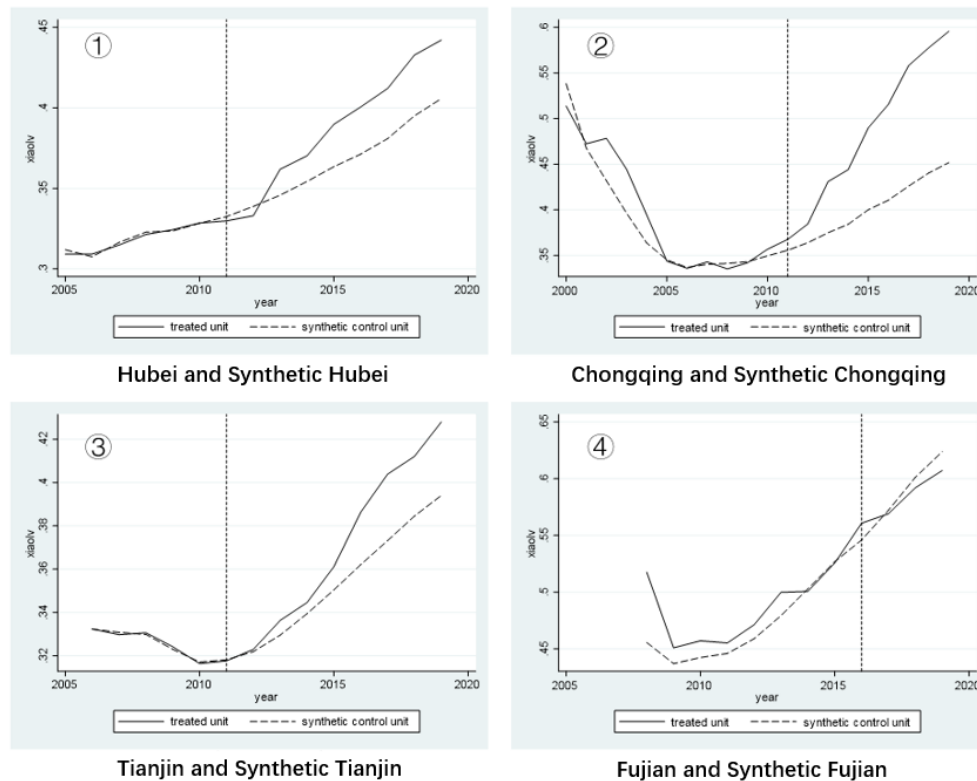 ①
.45
.4
.35
.3
xiaolv
2005
2010
2015
2020
year
treated unit
synthetic control unit
Hubei and Synthetic Hubei
②
.6
.55
.5
.45
.4
.35
xiaolv
2000
2005
2010
2015
2020
year
treated unit
synthetic control unit
Chongqing and Synthetic Chongqing
③
.42
.4
.38
.36
.34
.32
xiaolv
2005
2010
2015
2020
year
treated unit
synthetic control unit
Tianjin and Synthetic Tianjin
④
.65
.6
.55
.5
.45
xiaolv
2005
2010
2015
2020
year
treated unit
synthetic control unit
Fujian and Synthetic Fujian